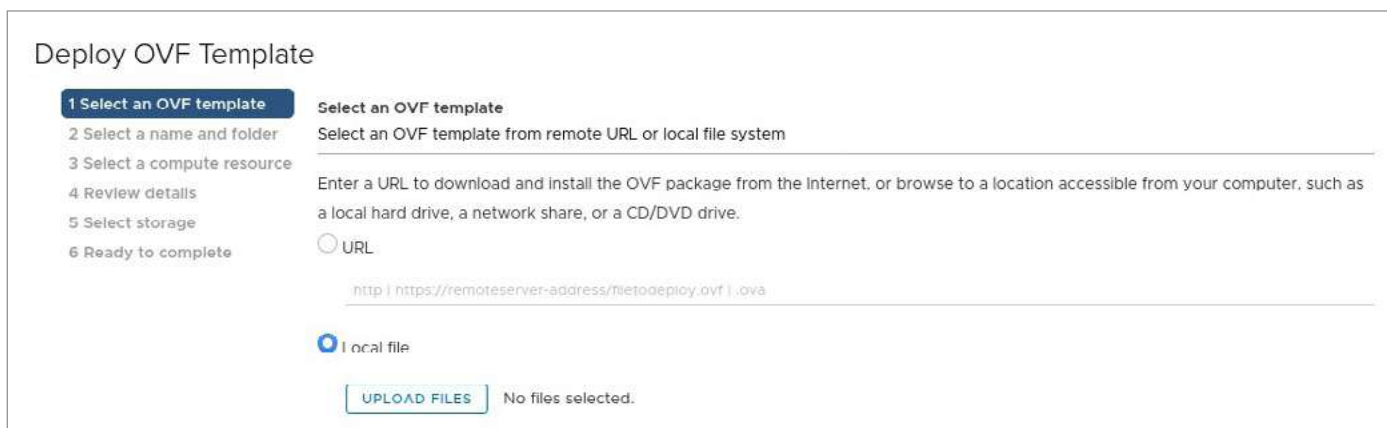 Deploy OVF Template
1 Select an OVF template
2 Select a name and folder
3 Select a compute resource
4 Review details
5 Select storage
6 Ready to complete
Select an OVF template
Select an OVF template from remote URL or local file system
Enter a URL to download and install the OVF package from the Internet, or browse to a location accessible from your computer, such as
a local hard drive, a network share, or a CD/DVD drive.
URL
http | https://remoteserver-address/filetodeploy.ovf | .ova
Local file
UPLOAD FILES No files selected.